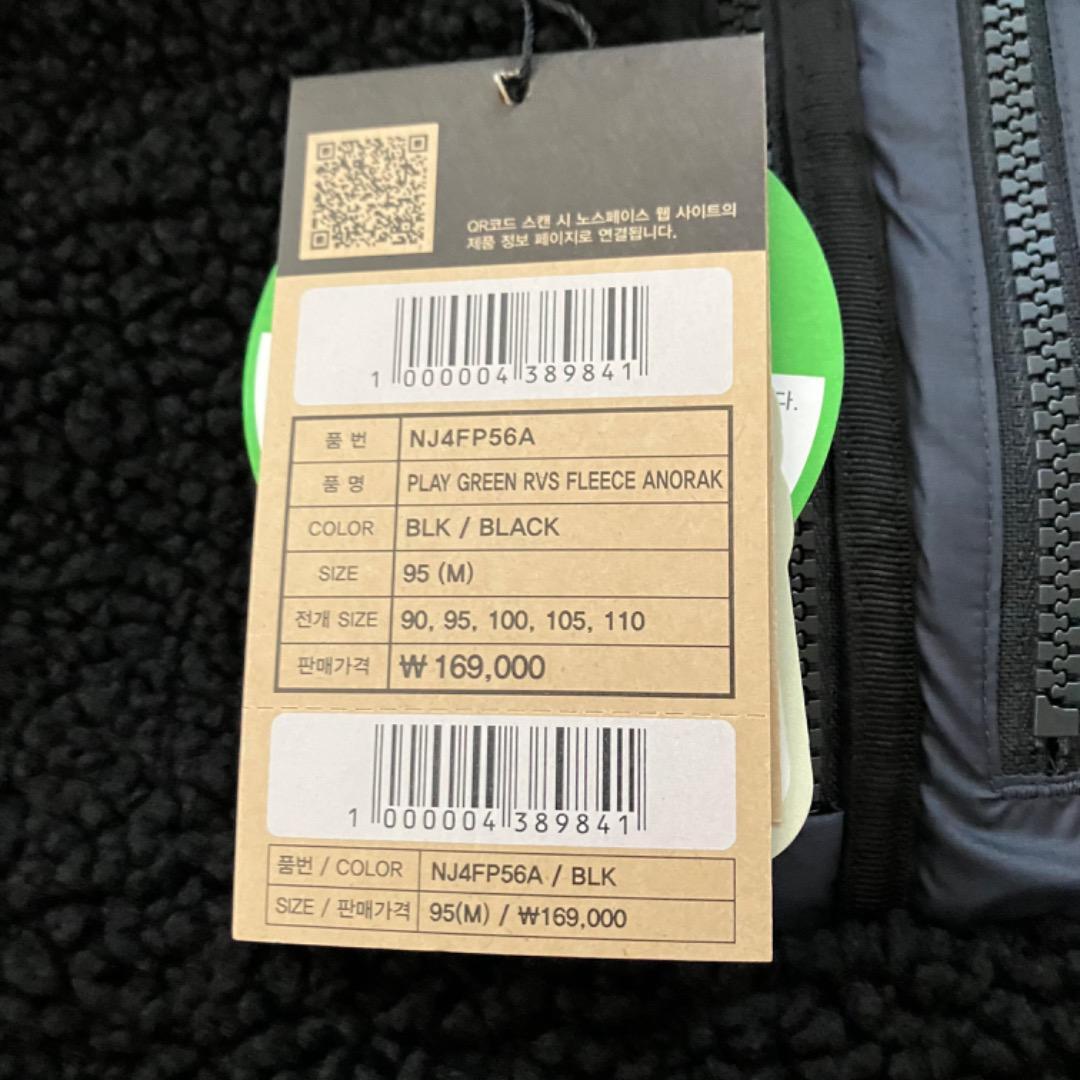 QR코드 스캔 시 노스페이스 웹 사이트의
제품 정보 페이지로 연결됩니다.
1 000004 389841
품 번 NJ4FP56A
품 명 PLAY GREEN RVS FLEECE ANORAK
COLOR BLK / BLACK
SIZE 95 (M)
전개 SIZE 90, 95, 100, 105, 110
판매가격 ₩ 169,000
1 000004 389841
품번 / COLOR NJ4FP56A / BLK
SIZE / 판매가격 95(M) / ₩169,000
다.